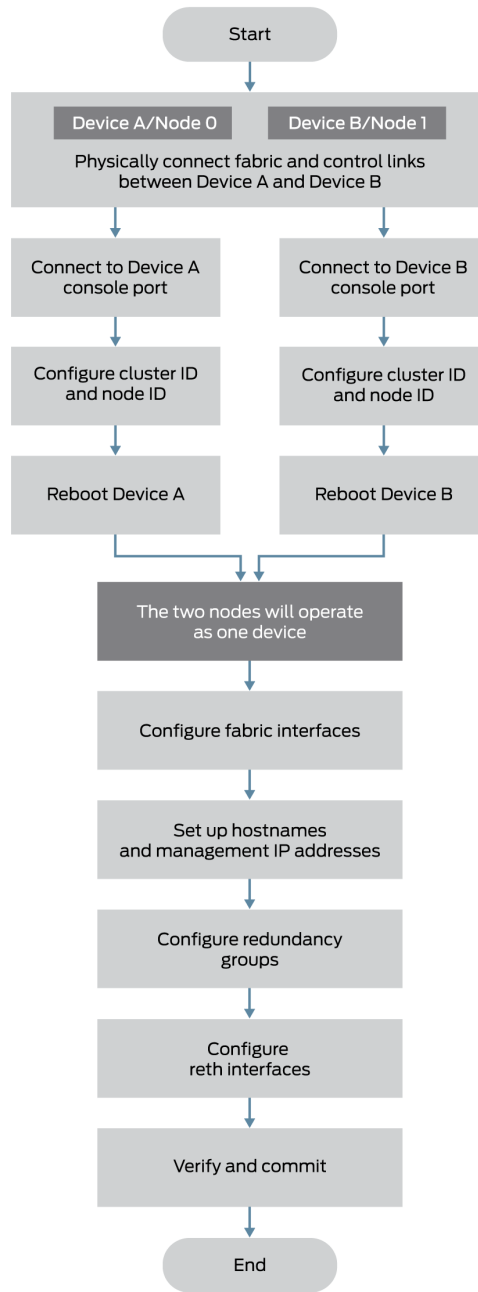 Start
Device A/Node 0
Device B/Node 1
Physically connect fabric and control links
between Device A and Device B
Connect to Device A
console port
Connect to Device B
console port
Configure cluster ID
and node ID
Configure cluster ID
and node ID
Reboot Device A
Reboot Device B
The two nodes will operate
as one device
Configure fabric interfaces
Set up hostnames
and management IP addresses
Configure redundancy
groups
Configure
reth interfaces
Verify and commit
End